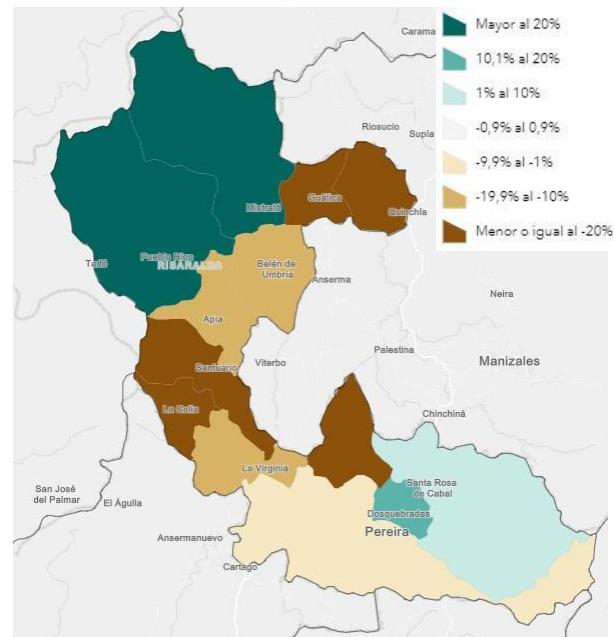 Mayor al 20%
10,1% al 20%
1% al 10%
-0,9% al 0,9%
-9,9% al -1%
-19,9% al -10%
Menor o igual al -20%
Carama
Riosucio
Supía
Guática
Mistrató
Quinchía
Pueblo Rico
Tadó
RISARALDA
Belén de
Umbría
Anserma
Neira
Apía
Palestina
Santuario
Viterbo
Manizales
La Celia
Chinchiná
La Virginia
Santa Rosa
de Cabal
San José
del Palmar
El Águila
Dosquebradas
Ansermanuevo
Pereira
Cartago